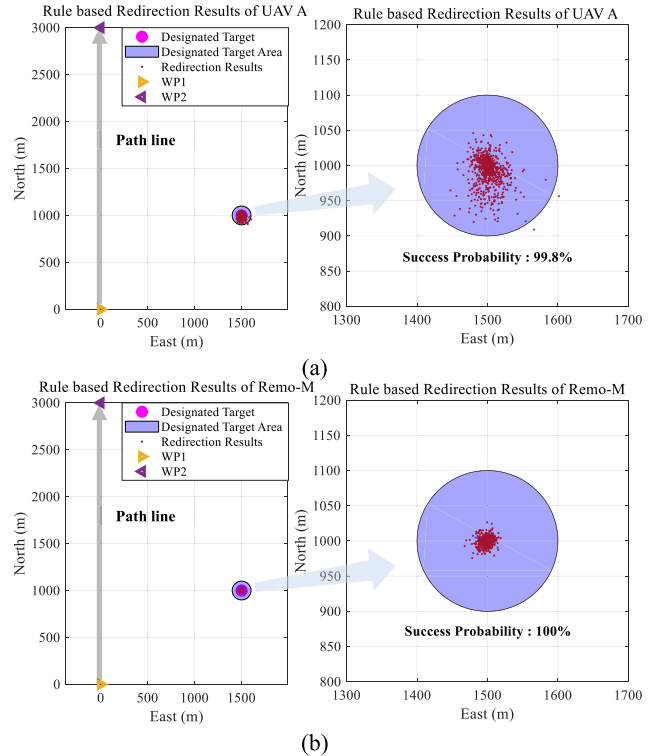 Rule based Redirection Results of UAV A
Rule based Redirection Results of UAV A
3000
2500
2000
1500
1000
500
0
North (m)
Designated Target
Designated Target Area
Redirection Results
WP1
WP2
Path line
0 500 1000 1500
East (m)
1200
1150
1100
1050
1000
950
900
850
800
North (m)
Success Probability : 99.8%
1300 1400 1500 1600 1700
East (m)
(a)
Rule based Redirection Results of Remo-M
Rule based Redirection Results of Remo-M
3000
2500
2000
1500
1000
500
0
North (m)
Designated Target
Designated Target Area
Redirection Results
WP1
WP2
Path line
0 500 1000 1500
East (m)
1200
1150
1100
1050
1000
950
900
850
800
North (m)
Success Probability : 100%
1300 1400 1500 1600 1700
East (m)
(b)